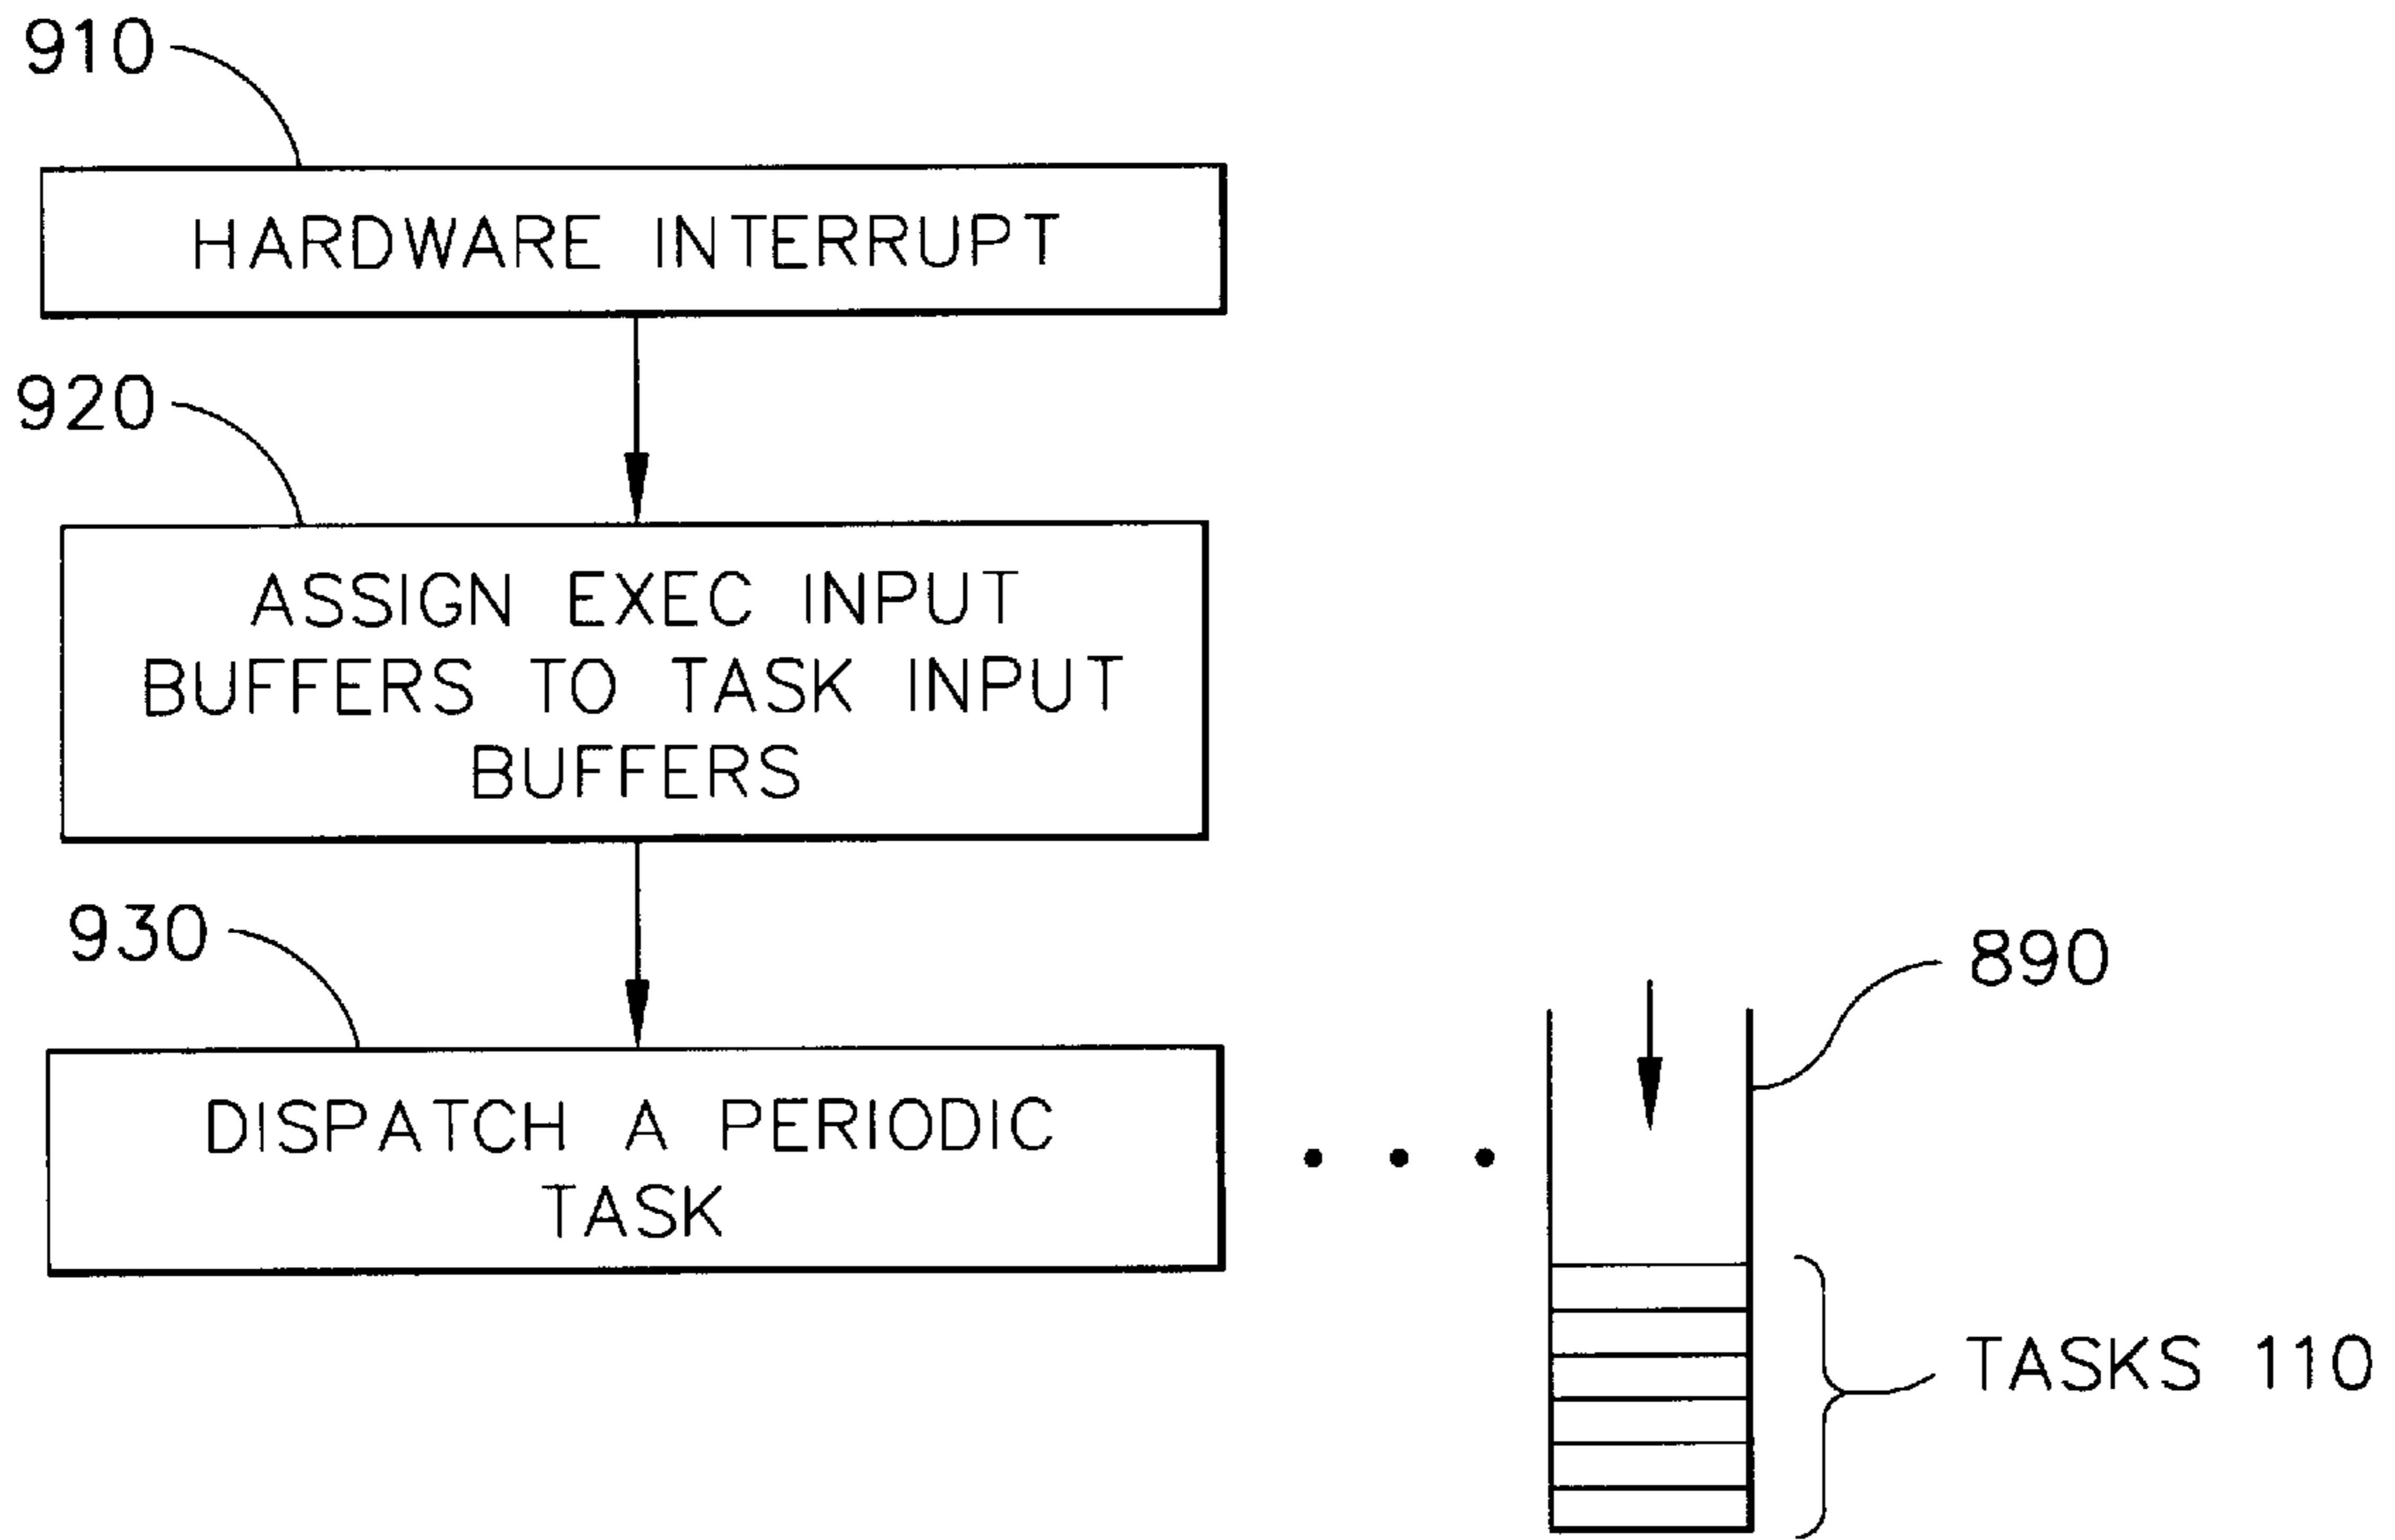 910
HARDWARE INTERRUPT
920
ASSIGN EXEC INPUT
BUFFERS TO TASK INPUT
BUFFERS
930
DISPATCH A PERIODIC
TASK
890
TASKS 110